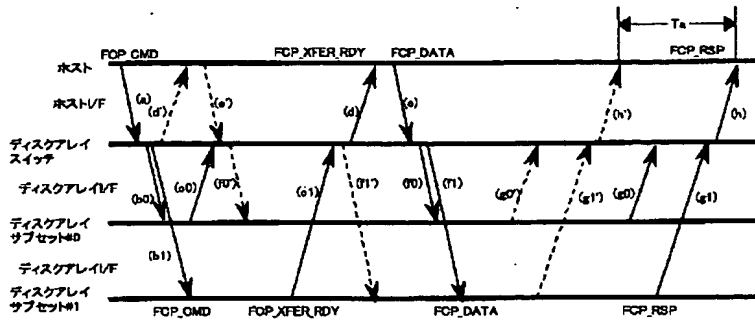 Ta
FCP_CMD
FCP_XFER_RDY
FCP_DATA
FCP_RSP
ホスト
ホストI/F
(a)
(d')
(e')
(d)
(e)
(h')
(h)
ディスクアレイ
スイッチ
ディスクアレイI/F
(b0)
(c0)
(f0')
(c1)
(f1')
(f0)
(f1)
(g0')
(g1')
(g0)
(g1)
ディスクアレイ
サブセット#0
(b1)
ディスクアレイI/F
ディスクアレイ
サブセット#1
FCP_CMD
FCP_XFER_RDY
FCP_DATA
FCP_RSP